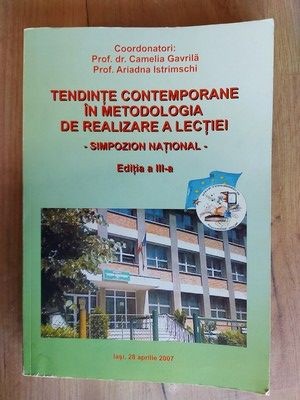 Coordonatori:
Prof. dr. Camelia Gavrilă
Prof. Ariadna Istrimschi
TENDINȚE CONTEMPORANE
ÎN METODOLOGIA
DE REALIZARE A LECȚIEI
- SIMPOZION NAȚIONAL -
Ediția a III-a
Iași, 28 aprilie 2007